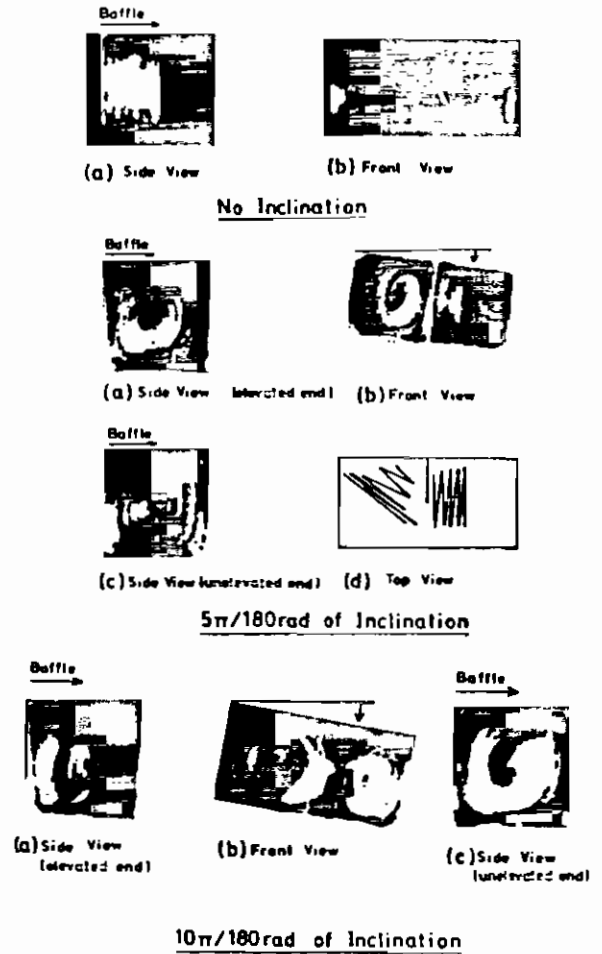 Baffle
(a) Side View
(b) Front View
No Inclination
Baffle
(a) Side View (elevated end)
(b) Front View
Baffle
(c) Side View (unelevated end)
(d) Top View
5π/180rad of Inclination
Baffle
Baffle
(a) Side View
(elevated end)
(b) Front View
(c) Side View
(unelevated end)
10π/180rad of Inclination